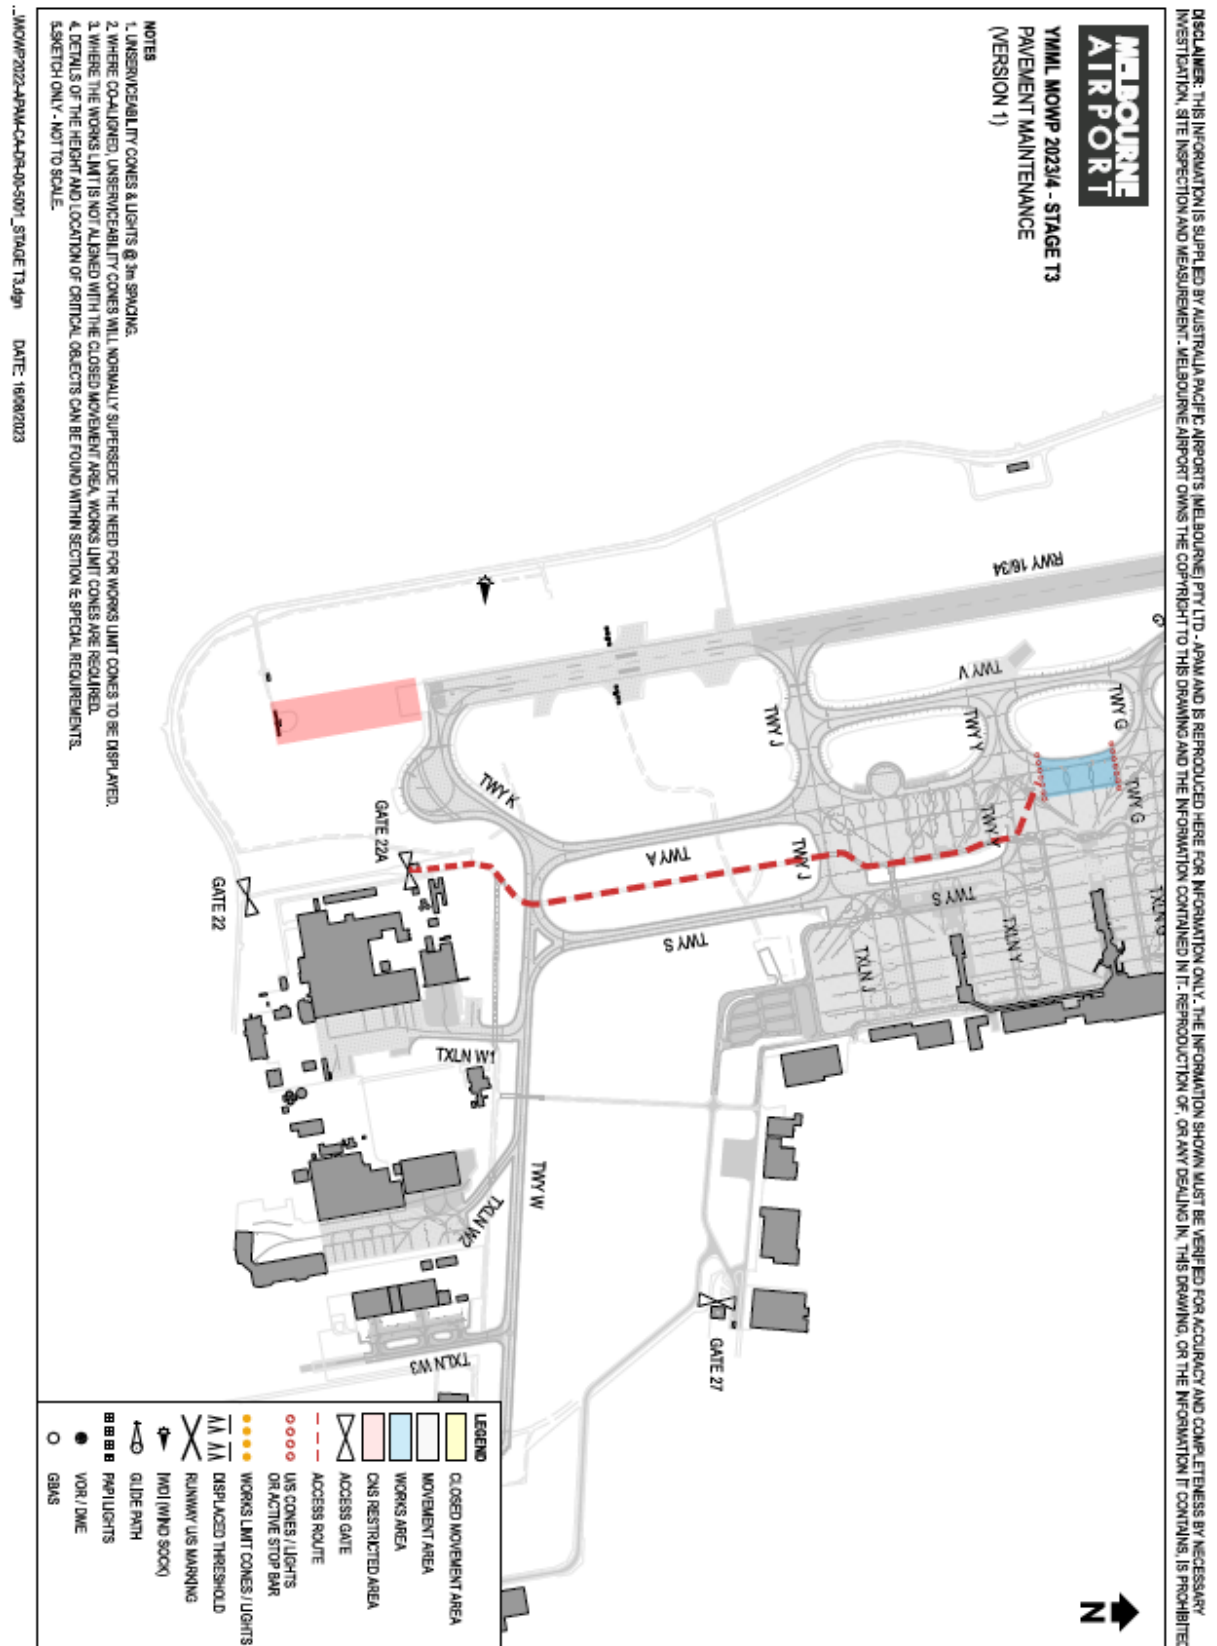 DISCLAIMER: THIS INFORMATION IS SUPPLIED BY AUSTRALIA PACIFIC AIRPORTS (MELBOURNE) PTY LTD - APAM AND IS REPRODUCED HERE FOR INFORMATION ONLY. THE INFORMATION SHOWN MUST BE VERIFIED FOR ACCURACY AND COMPLETENESS BY NECESSARY
INVESTIGATION, SITE INSPECTION AND MEASUREMENT. MELBOURNE AIRPORT OWNS THE COPYRIGHT TO THIS DRAWING AND THE INFORMATION CONTAINED IN IT. REPRODUCTION OF, OR ANY DEALING IN, THIS DRAWING, OR THE INFORMATION IT CONTAINS, IS PROHIBITED
MELBOURNE
AIRPORT
YMML MOWP 2023/4 - STAGE T3
PAVEMENT MAINTENANCE
(VERSION 1)
N
RWY 16/34
TWY V
TWY G
TWY G
TWY J
TWY Y
TWY Y
TXLN G
TWY K
TWY A
TWY J
TWY S
TWY S
TXLN J
TXLN Y
GATE 22A
GATE 22
TXLN W1
TWY W
TXLN W2
TXLN W3
GATE 27
LEGEND
CLOSED MOVEMENT AREA
MOVEMENT AREA
WORKS AREA
CNS RESTRICTED AREA
ACCESS GATE
ACCESS ROUTE
U/S CONES / LIGHTS
OR ACTIVE STOP BAR
WORKS LIMIT CONES / LIGHTS
DISPLACED THRESHOLD
RUNWAY U/S MARKING
IWDI (WIND SOCK)
GLIDE PATH
PAPI LIGHTS
VOR / DME
GBAS
NOTES
1. UNSERVICEABILITY CONES & LIGHTS @ 3m SPACING.
2. WHERE CO-ALIGNED, UNSERVICEABILITY CONES WILL NORMALLY SUPERSEDE THE NEED FOR WORKS LIMIT CONES TO BE DISPLAYED.
3. WHERE THE WORKS LIMIT IS NOT ALIGNED WITH THE CLOSED MOVEMENT AREA, WORKS LIMIT CONES ARE REQUIRED.
4. DETAILS OF THE HEIGHT AND LOCATION OF CRITICAL OBJECTS CAN BE FOUND WITHIN SECTION 6: SPECIAL REQUIREMENTS.
5.SKETCH ONLY - NOT TO SCALE.
...\MOWP2022-APAM-CA-DR-00-5001_STAGE T3.dgn DATE: 16/08/2023